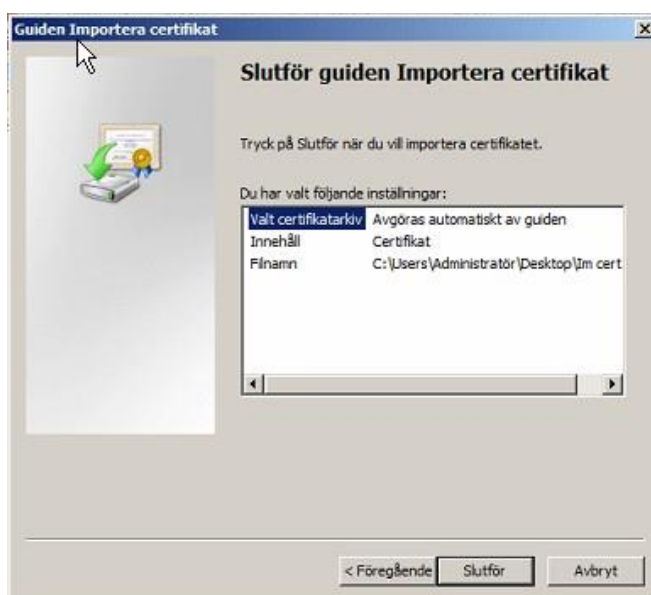 Guiden Importera certifikat
Slutför guiden Importera certifikat
Tryck på Slutför när du vill importera certifikatet.
Du har valt följande inställningar:
Valt certifikatarkiv Avgöras automatiskt av guiden
Innehåll Certifikat
Filnamn C:\Users\Administratör\Desktop\Im cert
< Föregående Slutför Avbryt